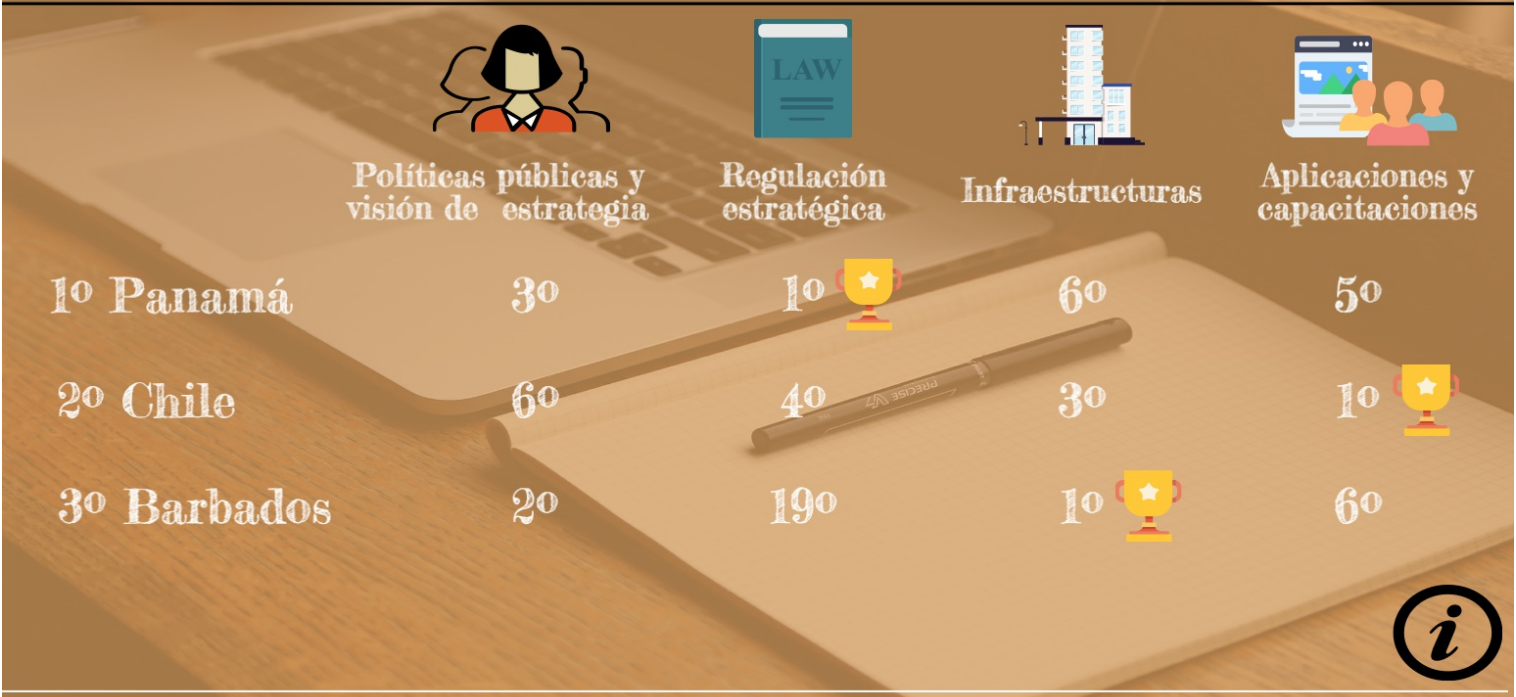 LAW
Políticas públicas y
visión de estrategia
Regulación
estratégica
Infraestructuras
Aplicaciones y
capacitaciones
1º Panamá 3º 1º 6º 5º
2º Chile 6º 4º 3º 1º
PRECISE V7
3º Barbados 2º 19º 1º 6º
i